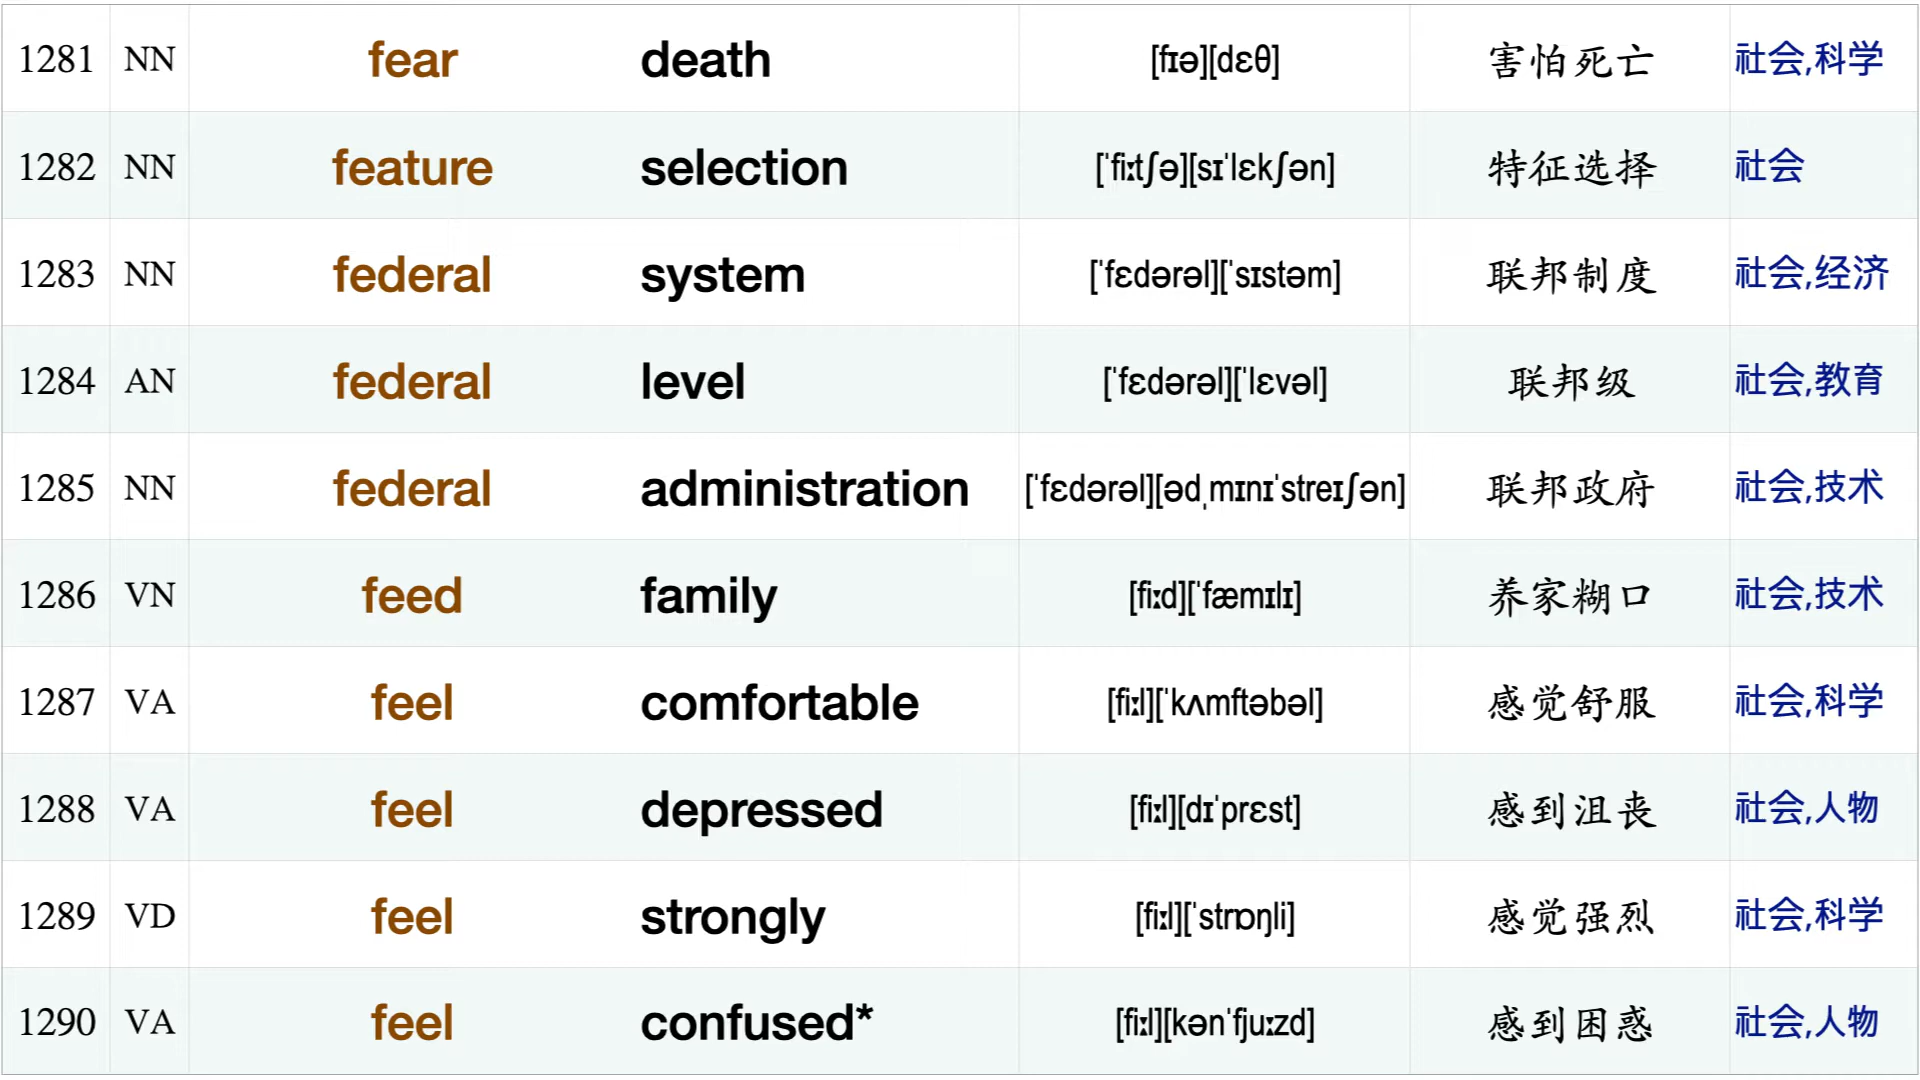 1281 NN fear death [fɪə][dɛθ] 害怕死亡 社会,科学
1282 NN feature selection [ˈfiːtʃə][sɪˈlɛkʃən] 特征选择 社会
1283 NN federal system [ˈfɛdərəl][ˈsɪstəm] 联邦制度 社会,经济
1284 AN federal level [ˈfɛdərəl][ˈlɛvəl] 联邦级 社会,教育
1285 NN federal administration [ˈfɛdərəl][ədˌmɪnɪˈstreɪʃən] 联邦政府 社会,技术
1286 VN feed family [fiːd][ˈfæmɪlɪ] 养家糊口 社会,技术
1287 VA feel comfortable [fiːl][ˈkʌmftəbəl] 感觉舒服 社会,科学
1288 VA feel depressed [fiːl][dɪˈprɛst] 感到沮丧 社会,人物
1289 VD feel strongly [fiːl][ˈstrɒŋli] 感觉强烈 社会,科学
1290 VA feel confused* [fiːl][kənˈfjuːzd] 感到困惑 社会,人物